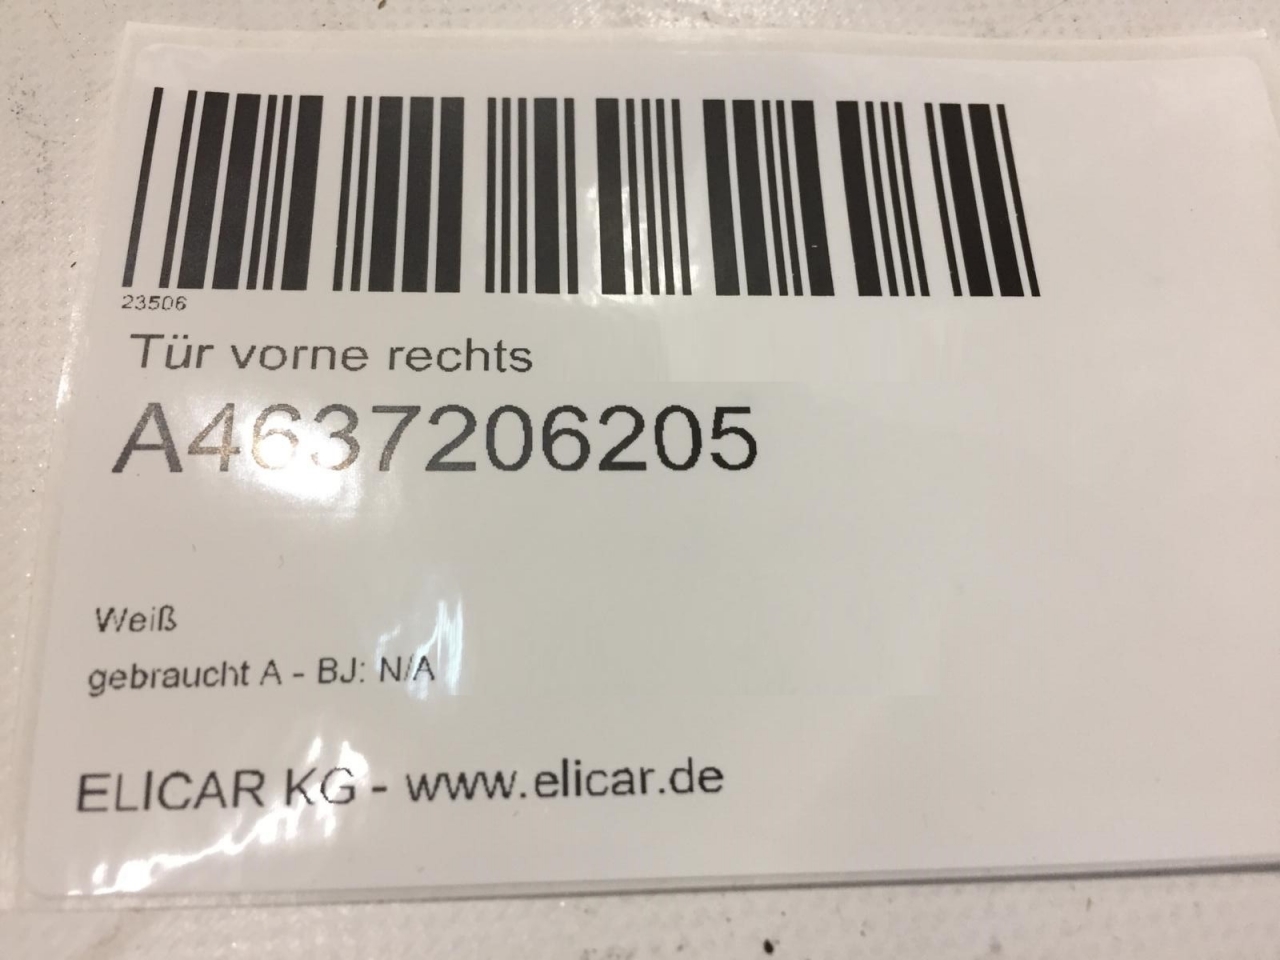 23506
Tür vorne rechts
A4637206205
Weiß
gebraucht A - BJ: N/A
ELICAR KG - www.elicar.de